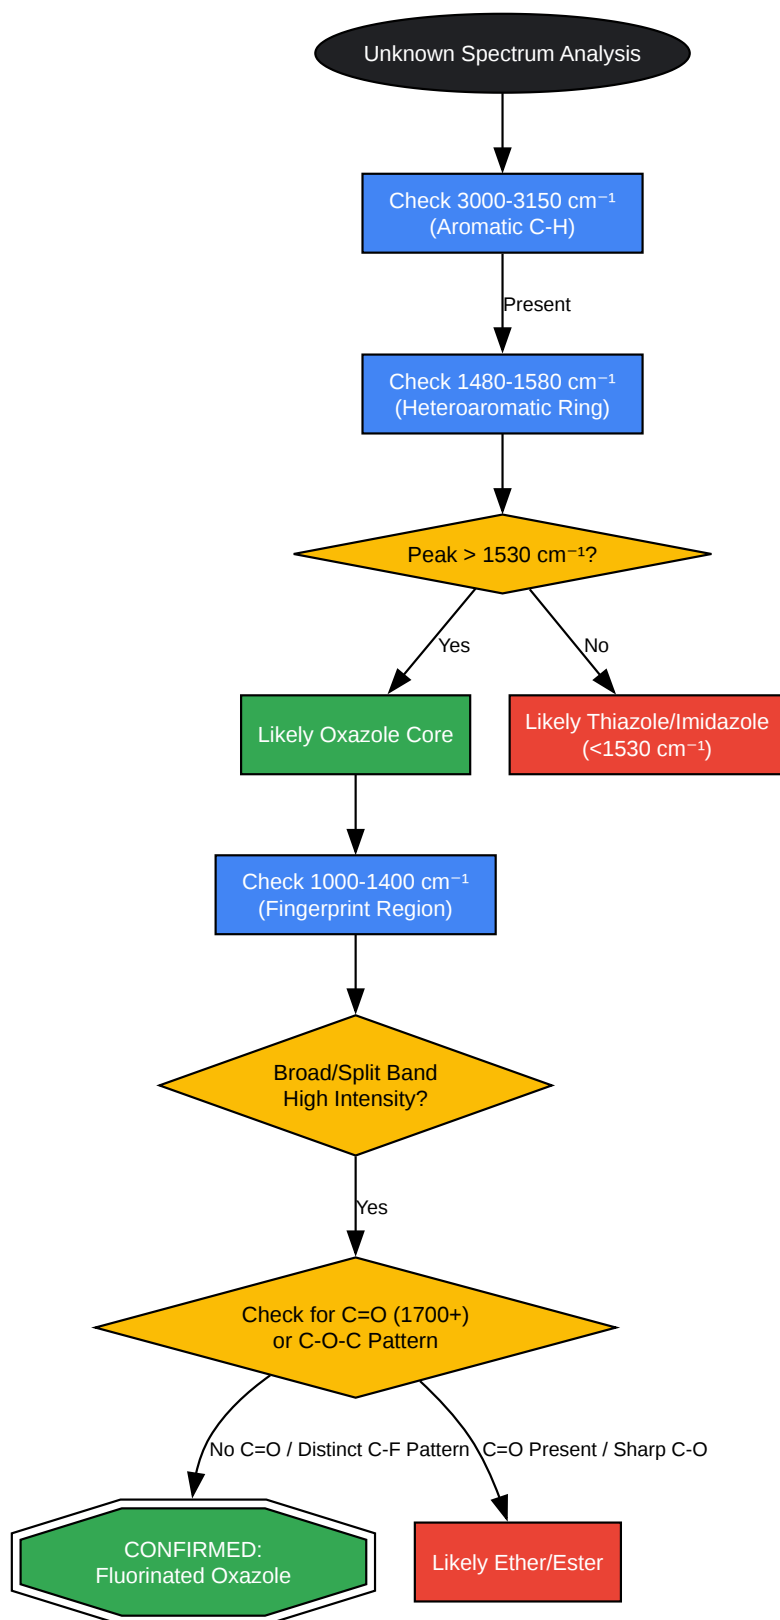 Unknown Spectrum Analysis
Check 3000-3150 cm⁻¹
(Aromatic C-H)
Present
Check 1480-1580 cm⁻¹
(Heteroaromatic Ring)
Peak > 1530 cm⁻¹?
Yes
No
Likely Oxazole Core
Likely Thiazole/Imidazole
(<1530 cm⁻¹)
Check 1000-1400 cm⁻¹
(Fingerprint Region)
Broad/Split Band
High Intensity?
Yes
Check for C=O (1700+)
or C-O-C Pattern
No C=O / Distinct C-F Pattern
C=O Present / Sharp C-O
CONFIRMED:
Fluorinated Oxazole
Likely Ether/Ester